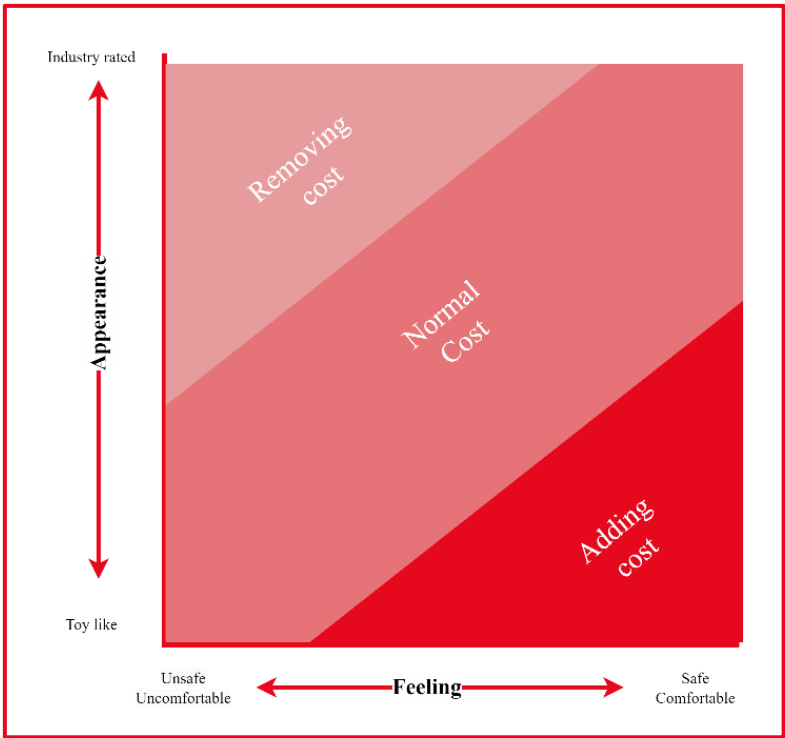 Industry rated
Removing
cost
Appearance
Normal
Cost
Adding
cost
Toy like
Unsafe
Uncomfortable
Feeling
Safe
Comfortable